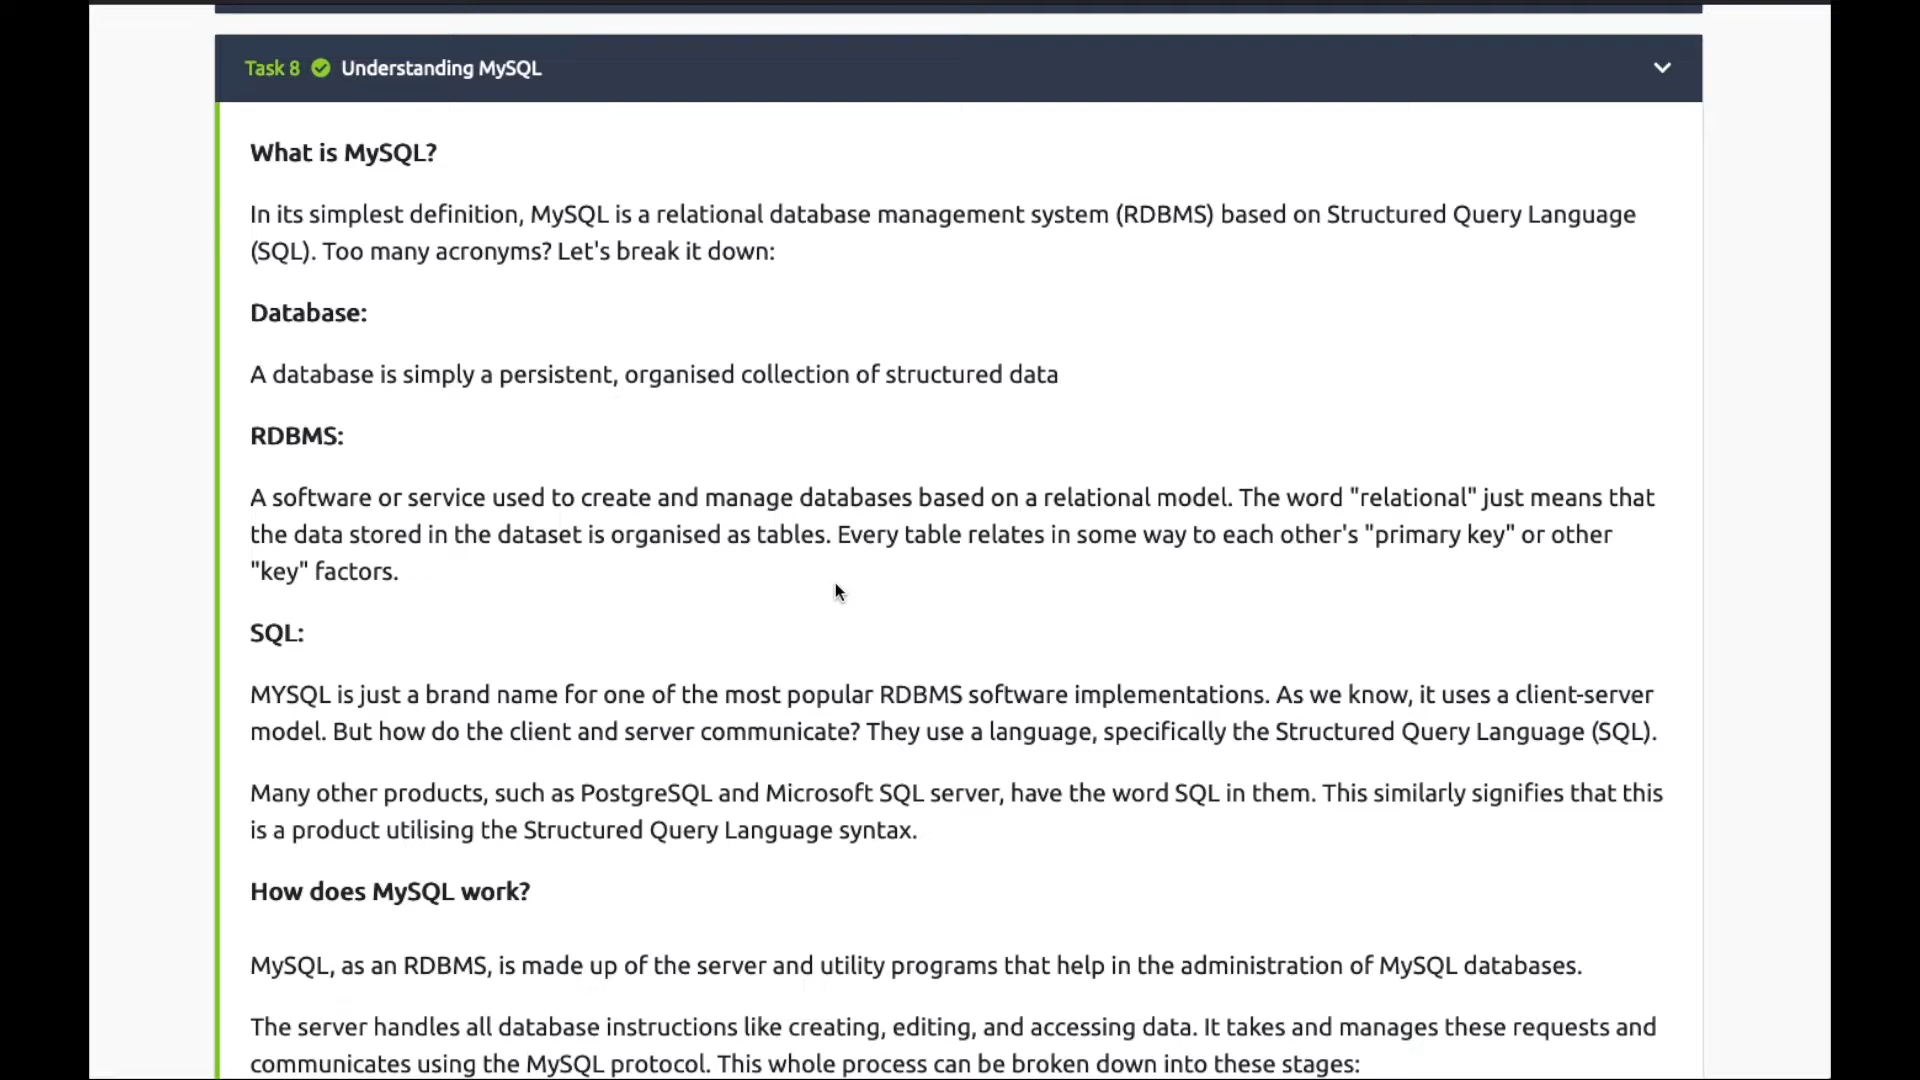 Task 8 Understanding MySQL
What is MySQL?
In its simplest definition, MySQL is a relational database management system (RDBMS) based on Structured Query Language
(SQL). Too many acronyms? Let's break it down:
Database:
A database is simply a persistent, organised collection of structured data
RDBMS:
A software or service used to create and manage databases based on a relational model. The word "relational" just means that
the data stored in the dataset is organised as tables. Every table relates in some way to each other's "primary key" or other
"key" factors.
SQL:
MYSQL is just a brand name for one of the most popular RDBMS software implementations. As we know, it uses a client-server
model. But how do the client and server communicate? They use a language, specifically the Structured Query Language (SQL).
Many other products, such as PostgreSQL and Microsoft SQL server, have the word SQL in them. This similarly signifies that this
is a product utilising the Structured Query Language syntax.
How does MySQL work?
MySQL, as an RDBMS, is made up of the server and utility programs that help in the administration of MySQL databases.
The server handles all database instructions like creating, editing, and accessing data. It takes and manages these requests and
communicates using the MySQL protocol. This whole process can be broken down into these stages: